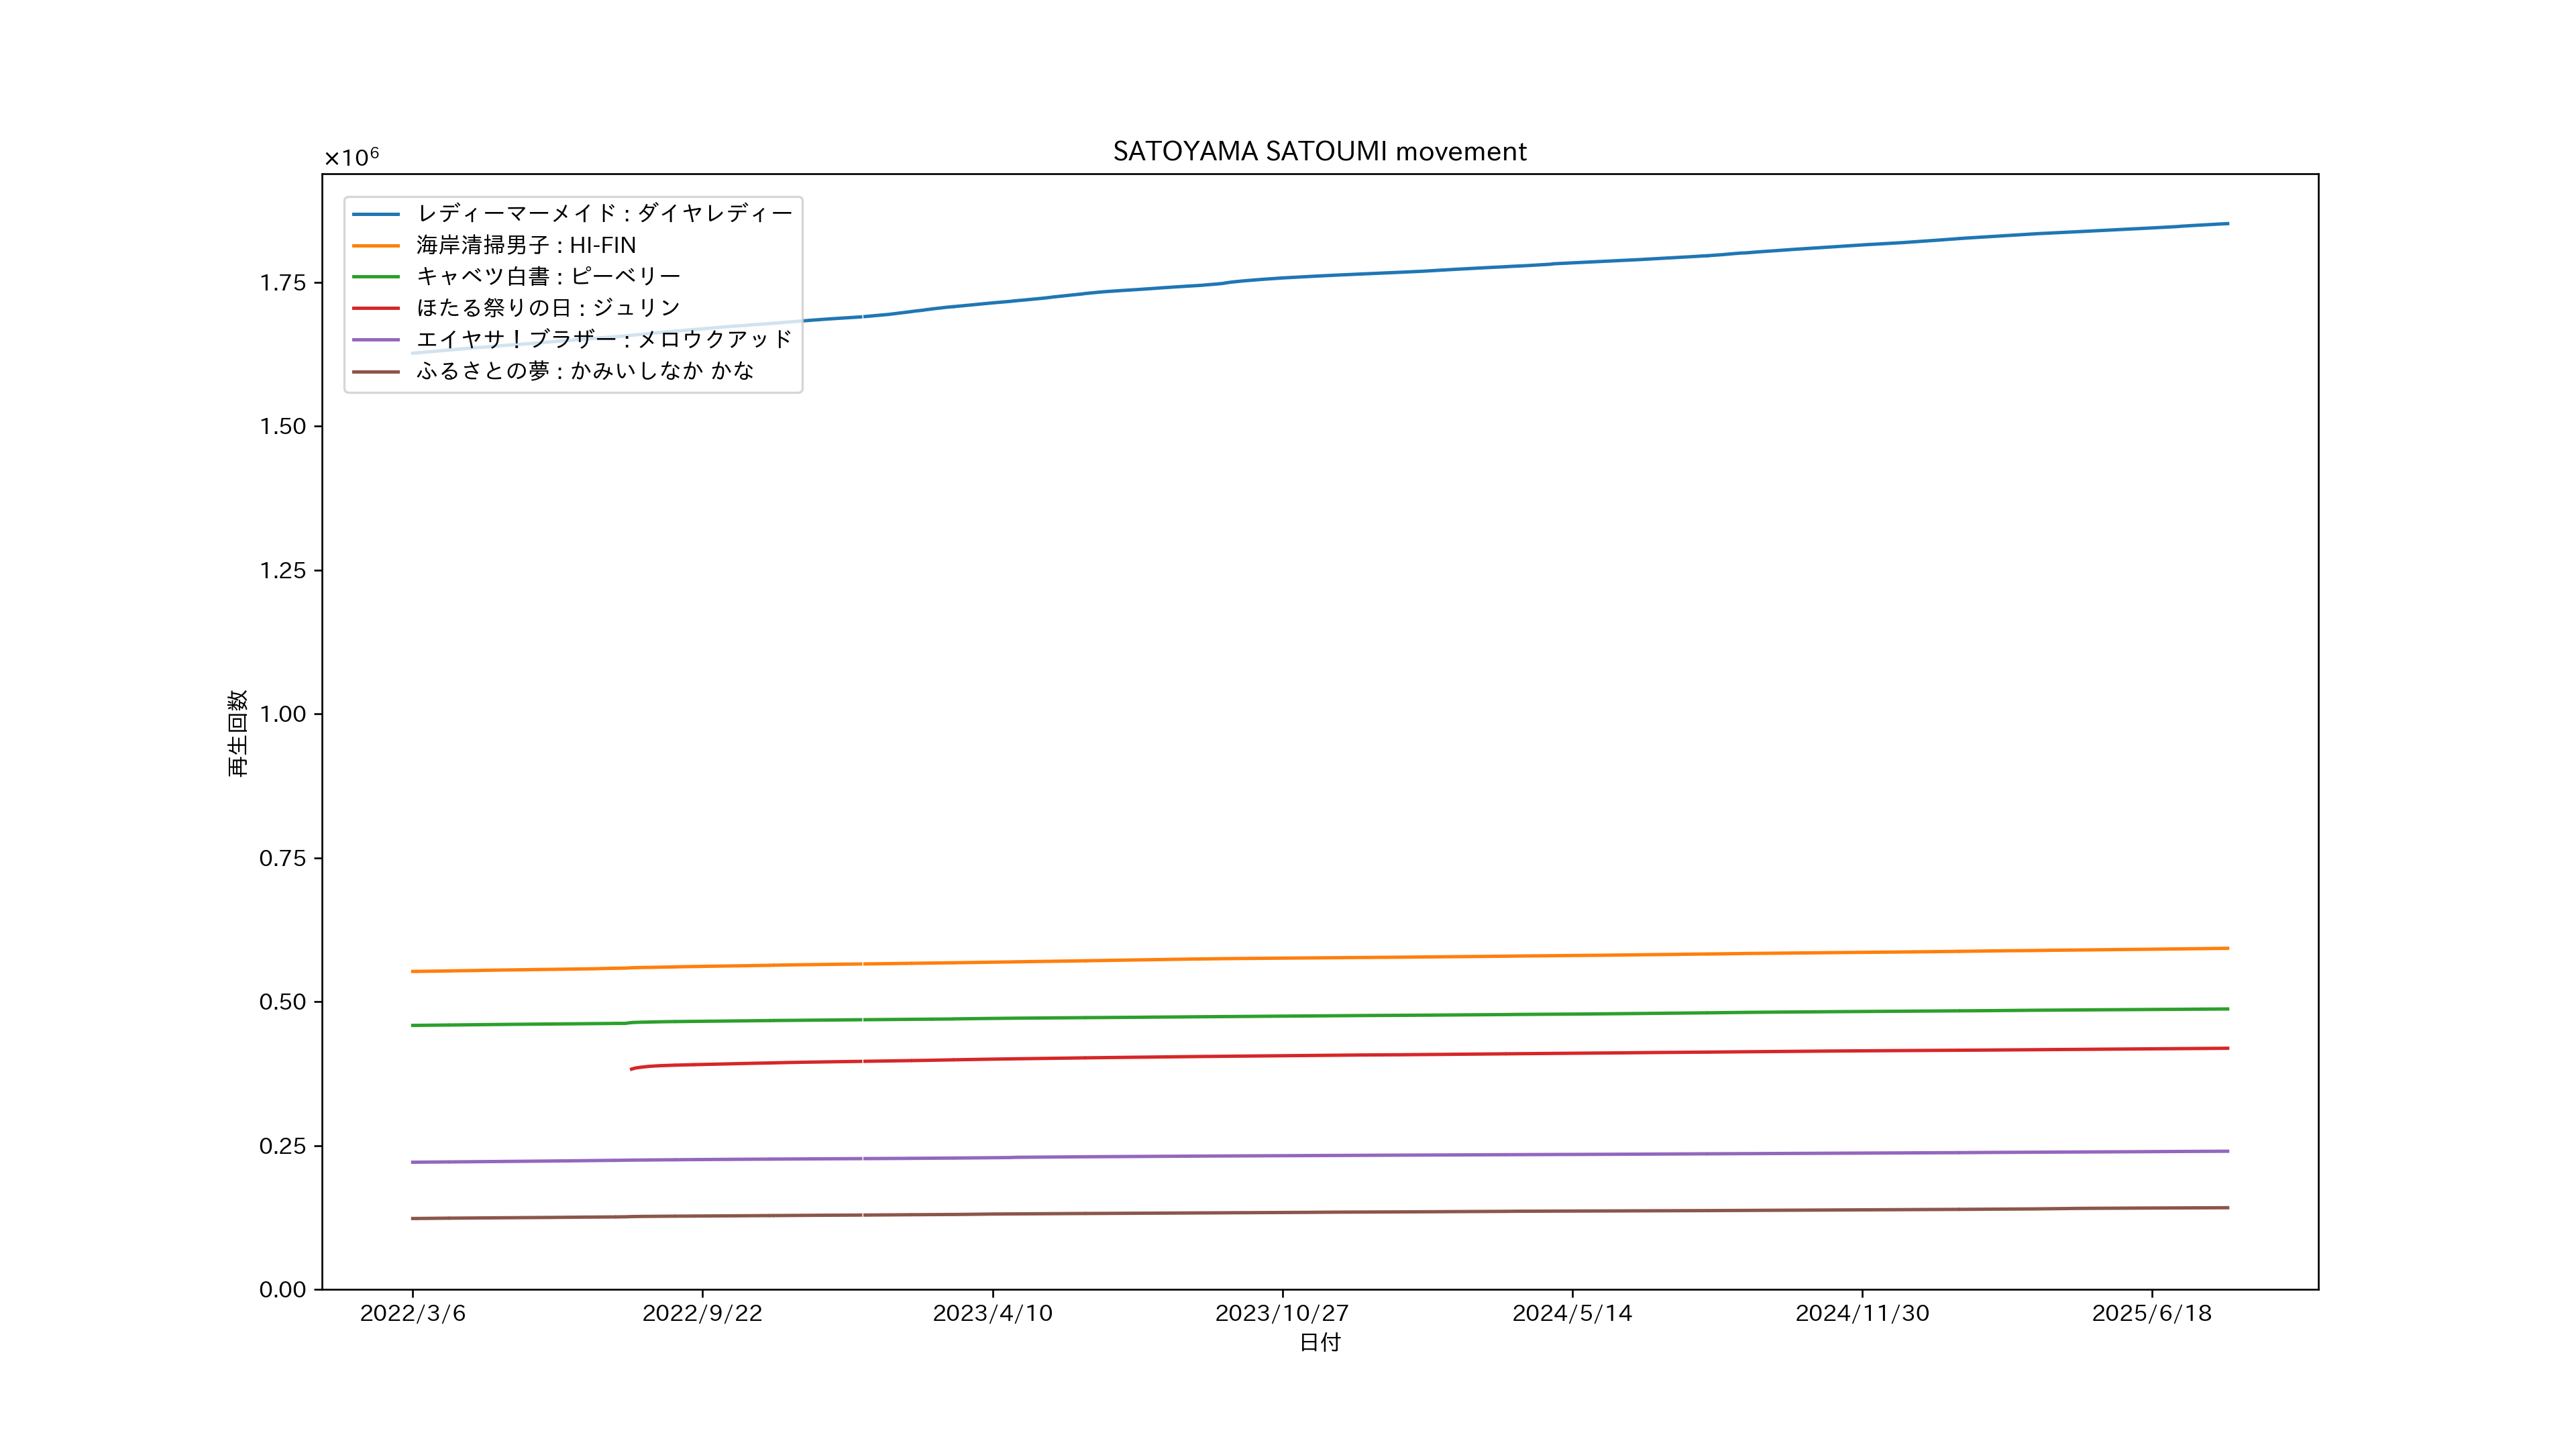 SATOYAMA SATOUMI movement
×10⁶
レディーマーメイド : ダイヤレディー
海岸清掃男子 : HI-FIN
キャベツ白書 : ピーベリー
ほたる祭りの日 : ジュリン
エイヤサ！ブラザー : メロウクアッド
ふるさとの夢 : かみいしなか かな
1.75
1.50
1.25
1.00
0.75
0.50
0.25
0.00
再生回数
2022/3/6 2022/9/22 2023/4/10 2023/10/27 2024/5/14 2024/11/30 2025/6/18
日付